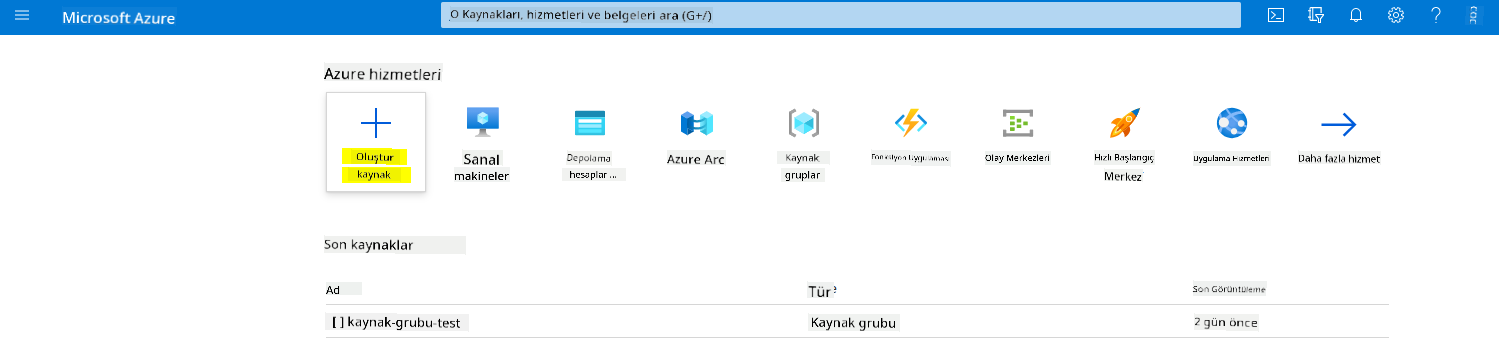 Microsoft Azure
Kaynakları, hizmetleri ve belgeleri ara (G+/)
Azure hizmetleri
Oluştur
kaynak
Sanal
makineler
Depolama
hesaplar ...
Azure Arc
Kaynak
gruplar
Fonksiyon Uygulaması
Olay Merkezleri
Hızlı Başlangıç
Merkez
Uygulama Hizmetleri
Daha fazla hizmet
Son kaynaklar
Ad
Tür
Son Görüntüleme
[ ] kaynak-grubu-test
Kaynak grubu
2 gün önce